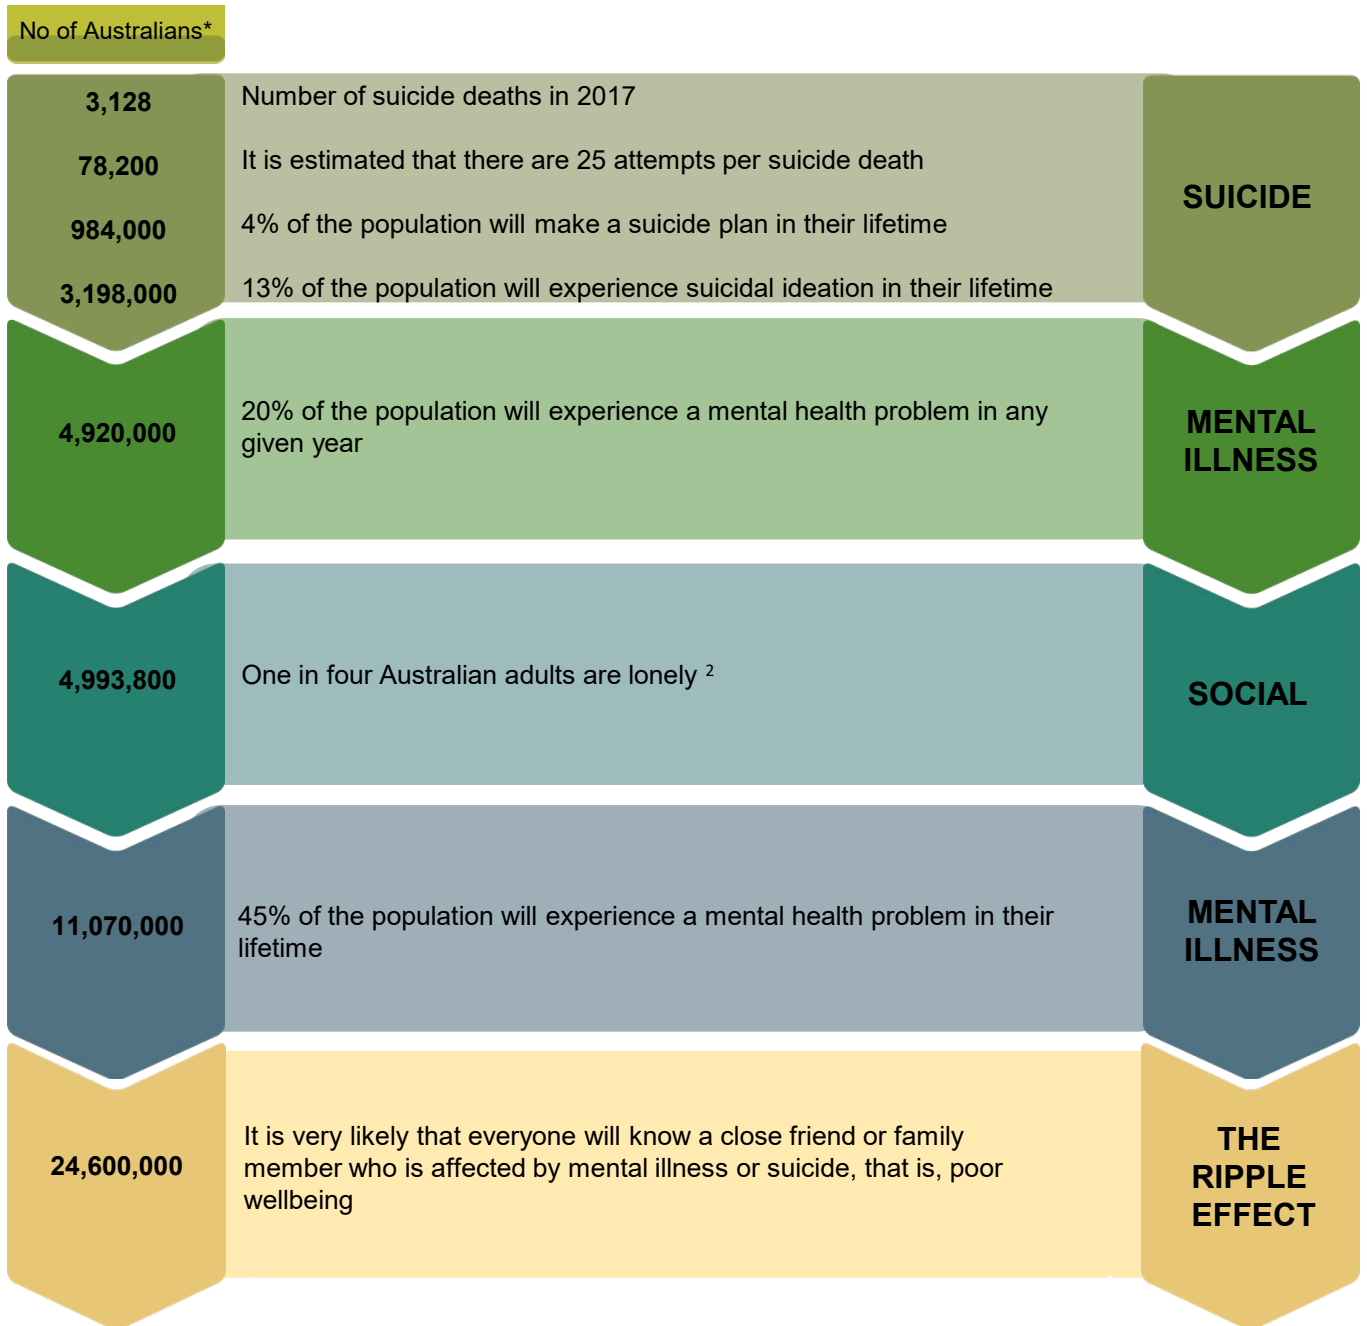 No of Australians*
3,128
Number of suicide deaths in 2017
78,200
It is estimated that there are 25 attempts per suicide death
984,000
4% of the population will make a suicide plan in their lifetime
3,198,000
13% of the population will experience suicidal ideation in their lifetime
SUICIDE
4,920,000
20% of the population will experience a mental health problem in any
given year
MENTAL
ILLNESS
4,993,800
One in four Australian adults are lonely ²
SOCIAL
11,070,000
45% of the population will experience a mental health problem in their
lifetime
MENTAL
ILLNESS
24,600,000
It is very likely that everyone will know a close friend or family
member who is affected by mental illness or suicide, that is, poor
wellbeing
THE
RIPPLE
EFFECT